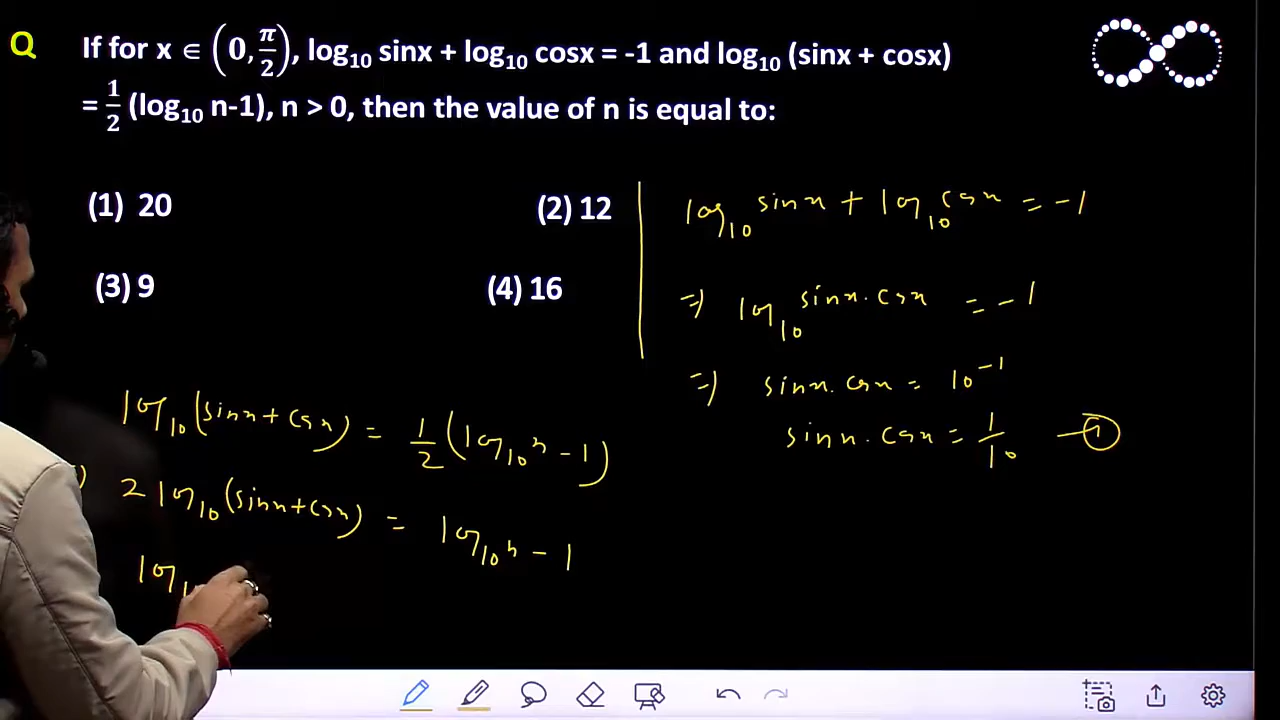 Q If for x ∈ (0, π/2), log₁₀ sinx + log₁₀ cosx = -1 and log₁₀ (sinx + cosx)
= 1/2 (log₁₀ n-1), n > 0, then the value of n is equal to:
(1) 20
(2) 12
(3) 9
(4) 16
log₁₀ sinx + log₁₀ cosx = -1
⇒ log₁₀ sinx. cosx = -1
⇒ sinx. cosx = 10⁻¹
sinx. cosx = 1/10 — ①
log₁₀ (sinx + cosx) = 1/2 (log₁₀ n - 1)
2 log₁₀ (sinx + cosx) = log₁₀ n - 1
log